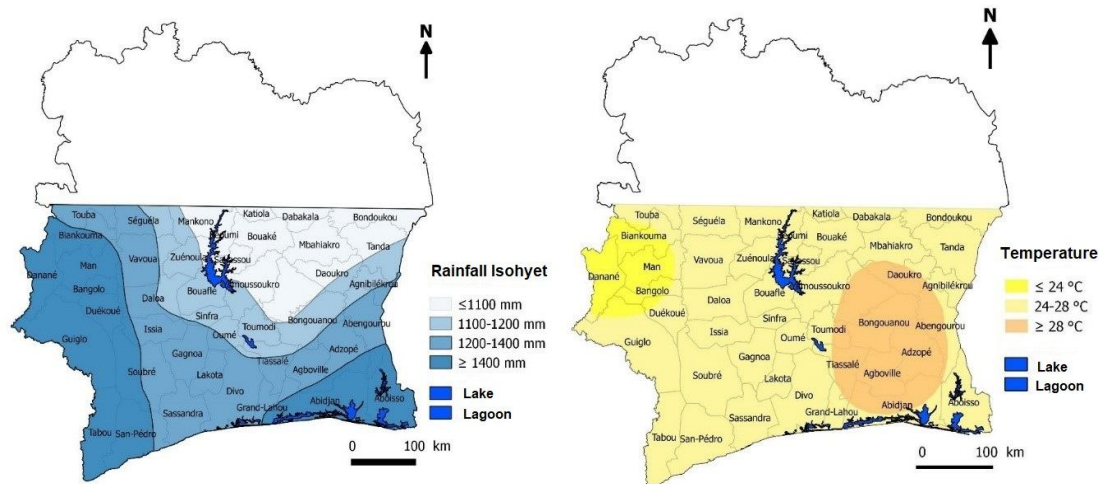 N
Touba Séguéla Mankono Katiola Dabakala Bondoukou
Biankouma Béoumi Bouaké
Mbahiakro Tanda
Danané Man Vavoua Zuénoula
Daoukro
Bangolo Agnibilékrou
Daloa Bouaflé
Duékoué Sinfra Toumodi Bongouanou Abengourou
Issia Oumé
Guiglo Gagnoa Tiassalé Adzopé
Soubré Lakota Agboville
Divo
Sassandra Grand-Lahou Abidjan Aboisso
Tabou San-Pédro
Rainfall Isohyet
≤1100 mm
1100-1200 mm
1200-1400 mm
≥ 1400 mm
Lake
Lagoon
0 100 km
N
Touba Séguéla Mankono Katiola Dabakala Bondoukou
Biankouma Béoumi Bouaké
Mbahiakro Tanda
Danané Man Vavoua Zuénoula
Daoukro
Bangolo Agnibilékrou
Daloa Bouaflé
Duékoué Sinfra Toumodi Bongouanou Abengourou
Issia Oumé
Guiglo Gagnoa Tiassalé Adzopé
Soubré Lakota Agboville
Divo
Sassandra Grand-Lahou Abidjan Aboisso
Tabou San-Pédro
Temperature
≤ 24 °C
24-28 °C
≥ 28 °C
Lake
Lagoon
0 100 km